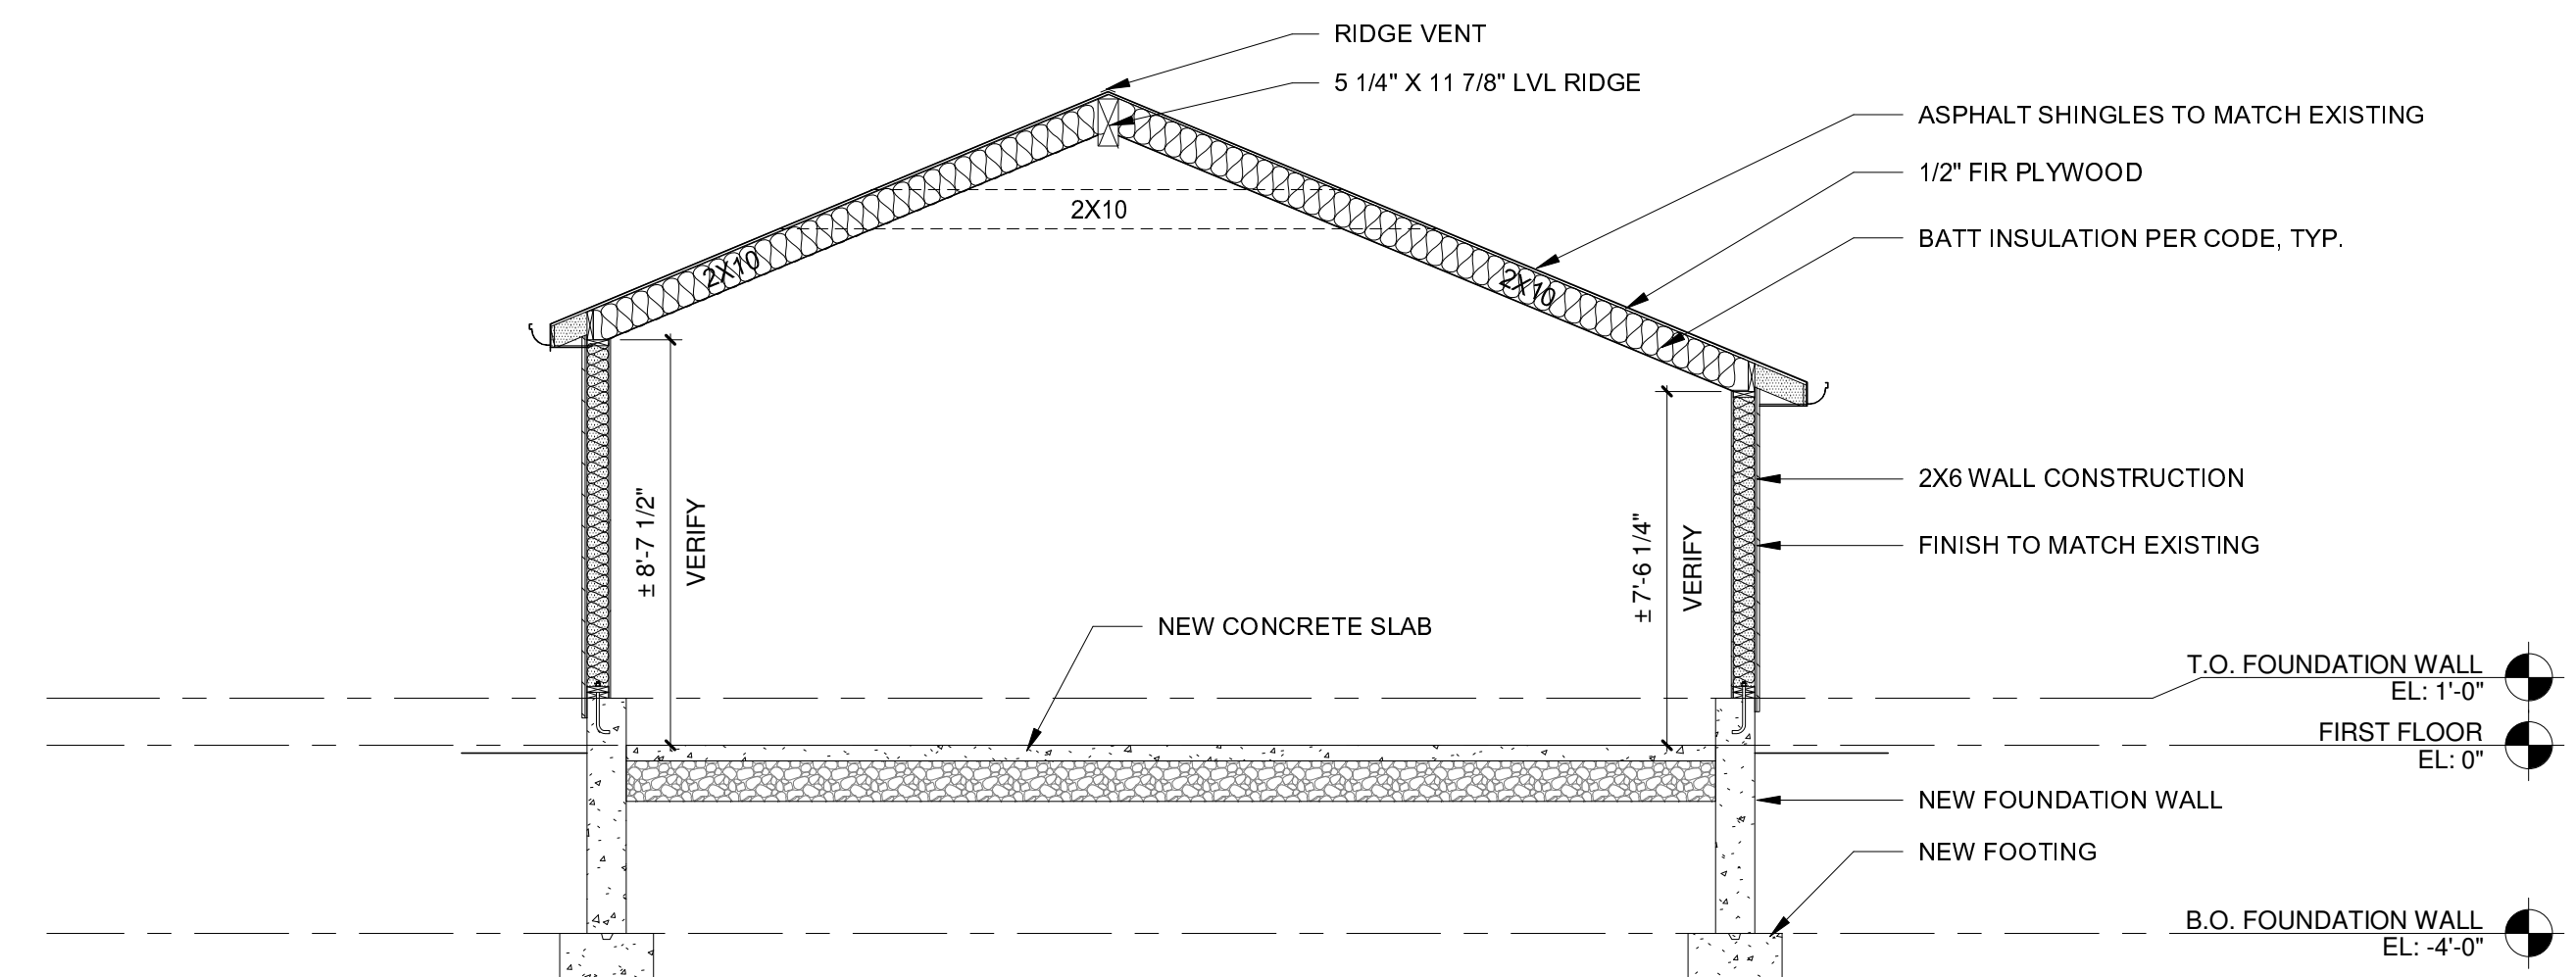 RIDGE VENT
5 1/4" X 11 7/8" LVL RIDGE
ASPHALT SHINGLES TO MATCH EXISTING
1/2" FIR PLYWOOD
2X10
BATT INSULATION PER CODE, TYP.
2X10
2X10
2X6 WALL CONSTRUCTION
± 8'-7 1/2"
VERIFY
± 7'-6 1/4"
VERIFY
FINISH TO MATCH EXISTING
NEW CONCRETE SLAB
T.O. FOUNDATION WALL
EL: 1'-0"
FIRST FLOOR
EL: 0"
NEW FOUNDATION WALL
NEW FOOTING
B.O. FOUNDATION WALL
EL: -4'-0"